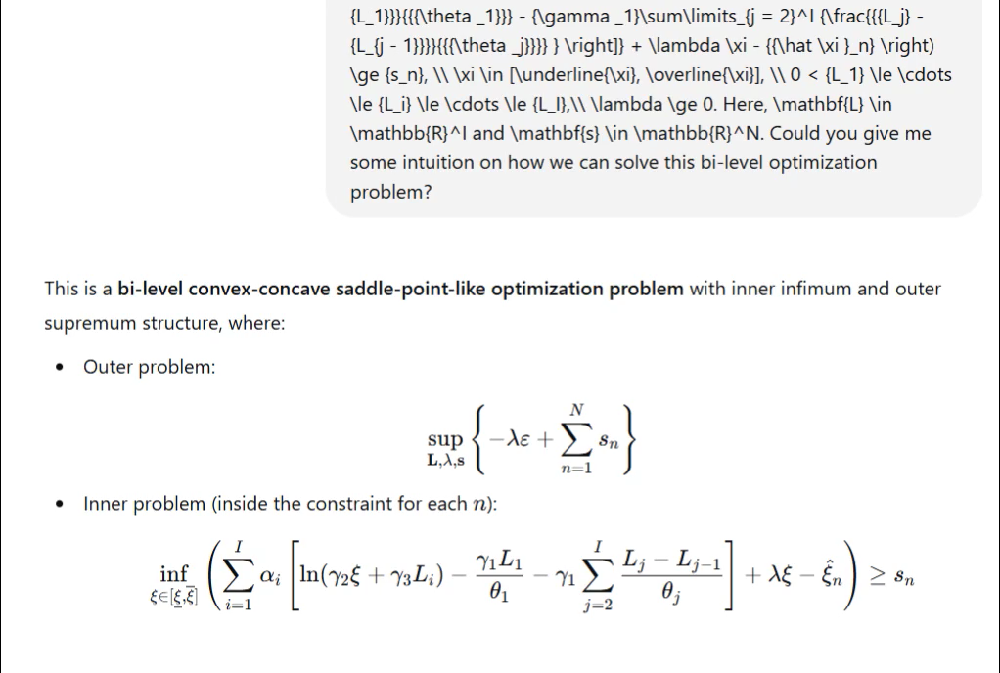 {L_1}}}{{{\theta _1}}} - {\gamma _1}\sum\limits_{j = 2}^I {\frac{{{L_j} -
{L_{j - 1}}}}{{{\theta _j}}}} } \right]} + \lambda \xi - {{\hat \xi }_n} \right)
\ge {s_n}, \\ \xi \in [\underline{\xi}, \overline{\xi}], \\ 0 < {L_1} \le \cdots
\le {L_i} \le \cdots \le {L_I},\\ \lambda \ge 0. Here, \mathbf{L} \in
\mathbb{R}^I and \mathbf{s} \in \mathbb{R}^N. Could you give me
some intuition on how we can solve this bi-level optimization
problem?
This is a bi-level convex-concave saddle-point-like optimization problem with inner infimum and outer
supremum structure, where:
• Outer problem:
\sup_{\mathbf{L},\lambda,\mathbf{s}} \left\{ -\lambda\varepsilon + \sum_{n=1}^{N} s_n \right\}
• Inner problem (inside the constraint for each n):
\inf_{\xi \in [\underline{\xi}, \overline{\xi}]} \left( \sum_{i=1}^{I} \alpha_i \left[ \ln(\gamma_2 \xi + \gamma_3 L_i) - \frac{\gamma_1 L_1}{\theta_1} - \gamma_1 \sum_{j=2}^{I} \frac{L_j - L_{j-1}}{\theta_j} \right] + \lambda\xi - \hat{\xi}_n \right) \ge s_n